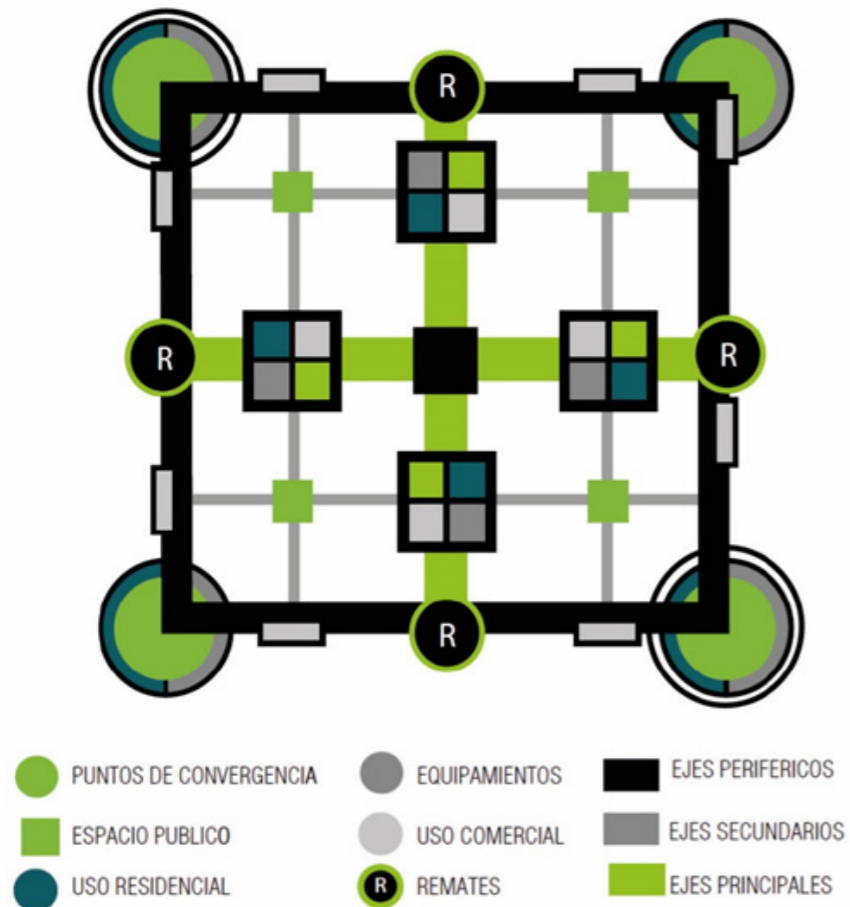 R
R
R
R
PUNTOS DE CONVERGENCIA
EQUIPAMIENTOS
EJES PERIFERICOS
ESPACIO PUBLICO
USO COMERCIAL
EJES SECUNDARIOS
USO RESIDENCIAL
R REMATES
EJES PRINCIPALES